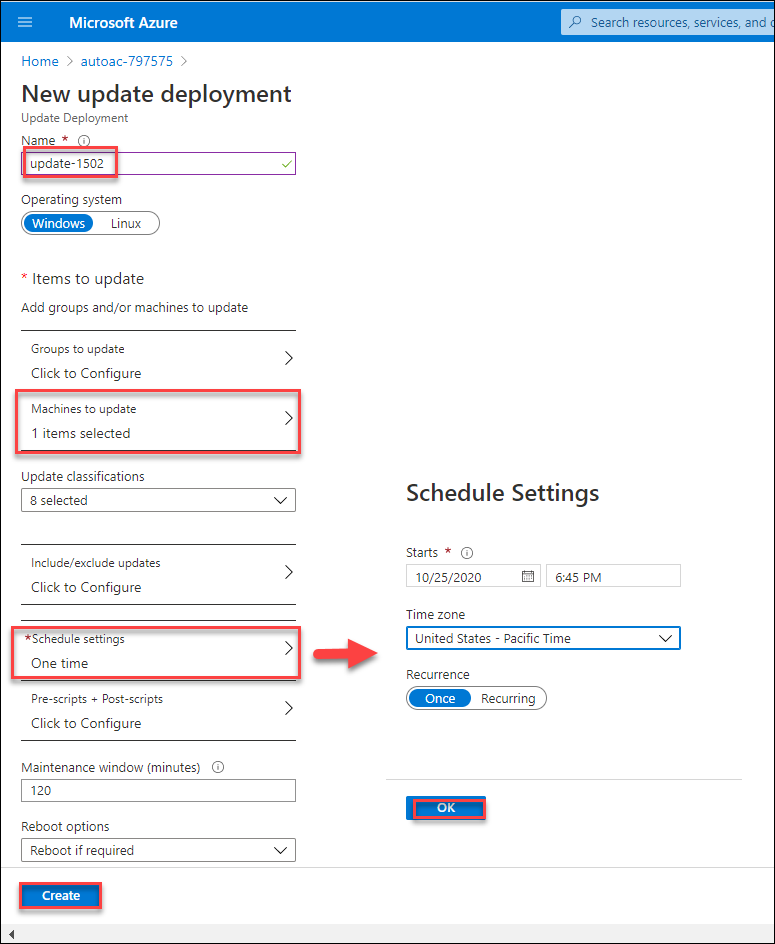 Microsoft Azure
Search resources, services, and
Home > autoac-797575 >
New update deployment
Update Deployment
Name *
update-1502
Operating system
Windows Linux
* Items to update
Add groups and/or machines to update
Groups to update
Click to Configure
Machines to update
1 items selected
Update classifications
8 selected
Include/exclude updates
Click to Configure
*Schedule settings
One time
Pre-scripts + Post-scripts
Click to Configure
Maintenance window (minutes)
120
Reboot options
Reboot if required
Create
Schedule Settings
Starts *
10/25/2020 6:45 PM
Time zone
United States - Pacific Time
Recurrence
Once Recurring
OK